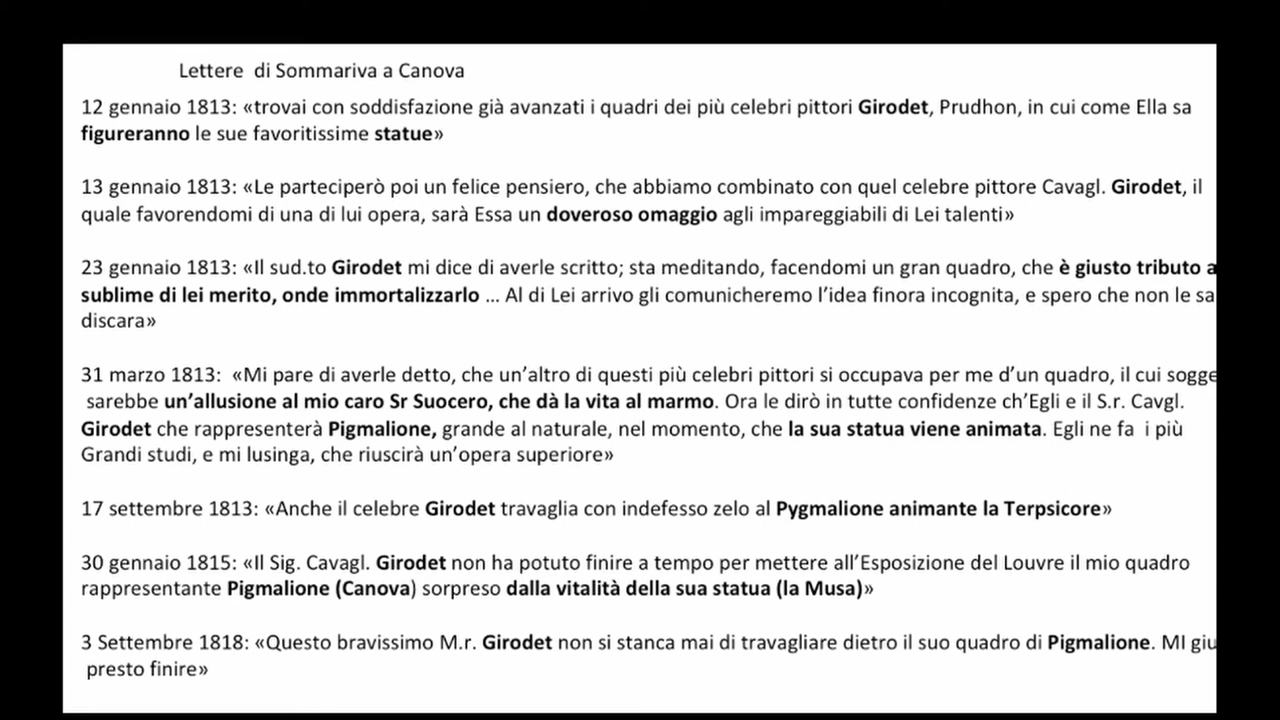 Lettere di Sommariva a Canova
12 gennaio 1813: «trovai con soddisfazione già avanzati i quadri dei più celebri pittori Girodet, Prudhon, in cui come Ella sa
figureranno le sue favoritissime statue»
13 gennaio 1813: «Le parteciperò poi un felice pensiero, che abbiamo combinato con quel celebre pittore Cavagl. Girodet, il
quale favorendomi di una di lui opera, sarà Essa un doveroso omaggio agli impareggiabili di Lei talenti»
23 gennaio 1813: «Il sud.to Girodet mi dice di averle scritto; sta meditando, facendomi un gran quadro, che è giusto tributo a
sublime di lei merito, onde immortalizzarlo ... Al di Lei arrivo gli comunicheremo l'idea finora incognita, e spero che non le sa
discara»
31 marzo 1813: «Mi pare di averle detto, che un'altro di questi più celebri pittori si occupava per me d'un quadro, il cui sogge
sarebbe un'allusione al mio caro Sr Suocero, che dà la vita al marmo. Ora le dirò in tutte confidenze ch'Egli e il S.r. Cavgl.
Girodet che rappresenterà Pigmalione, grande al naturale, nel momento, che la sua statua viene animata. Egli ne fa i più
Grandi studi, e mi lusinga, che riuscirà un'opera superiore»
17 settembre 1813: «Anche il celebre Girodet travaglia con indefesso zelo al Pygmalione animante la Terpsicore»
30 gennaio 1815: «Il Sig. Cavagl. Girodet non ha potuto finire a tempo per mettere all'Esposizione del Louvre il mio quadro
rappresentante Pigmalione (Canova) sorpreso dalla vitalità della sua statua (la Musa)»
3 Settembre 1818: «Questo bravissimo M.r. Girodet non si stanca mai di travagliare dietro il suo quadro di Pigmalione. MI giu
presto finire»